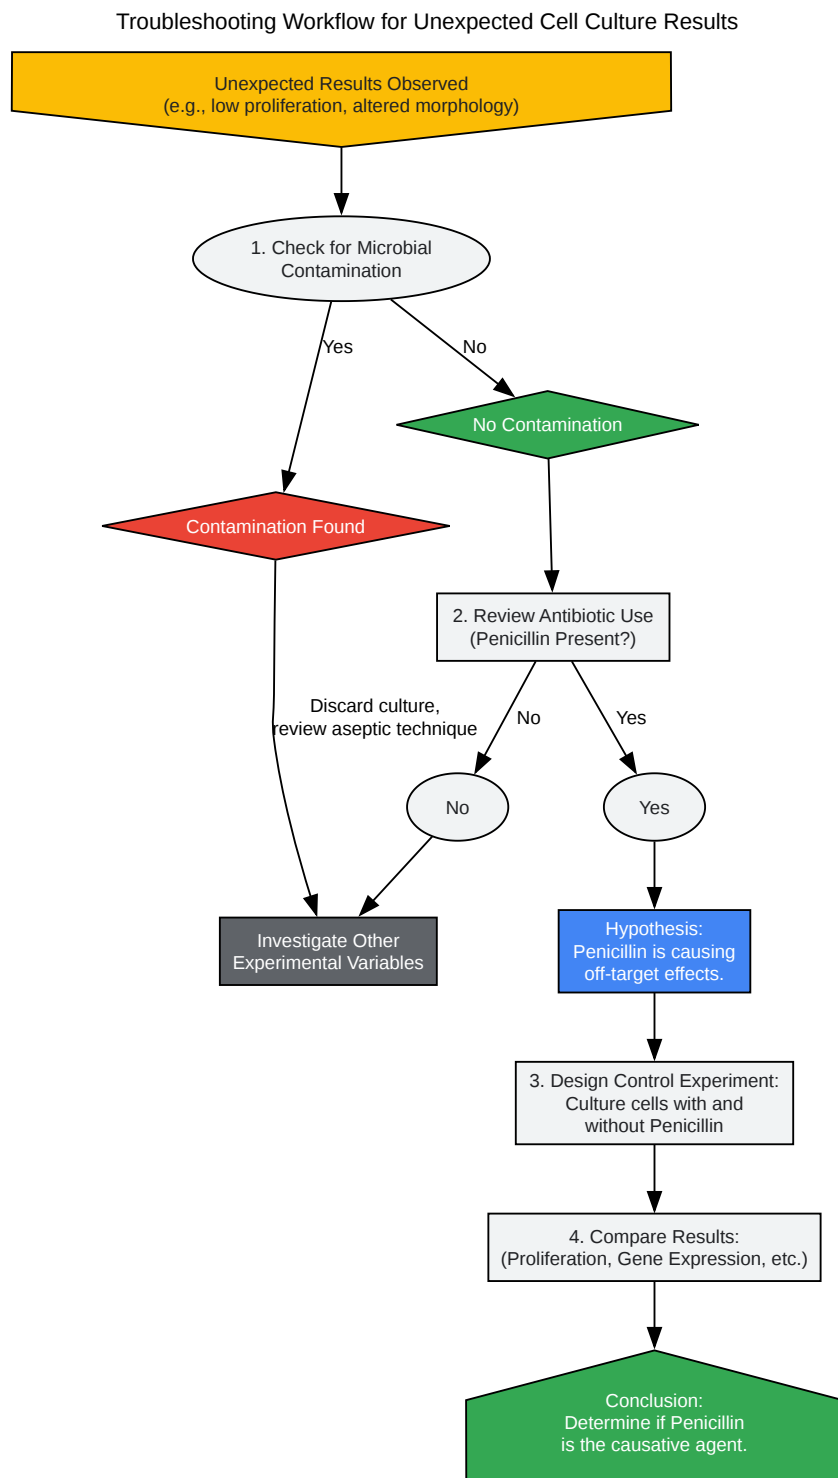 Troubleshooting Workflow for Unexpected Cell Culture Results
Unexpected Results Observed
(e.g., low proliferation, altered morphology)
1. Check for Microbial
Contamination
Yes
No
No Contamination
Contamination Found
2. Review Antibiotic Use
(Penicillin Present?)
Discard culture,
review aseptic technique
No
Yes
No
Yes
Investigate Other
Experimental Variables
Hypothesis:
Penicillin is causing
off-target effects.
3. Design Control Experiment:
Culture cells with and
without Penicillin
4. Compare Results:
(Proliferation, Gene Expression, etc.)
Conclusion:
Determine if Penicillin
is the causative agent.